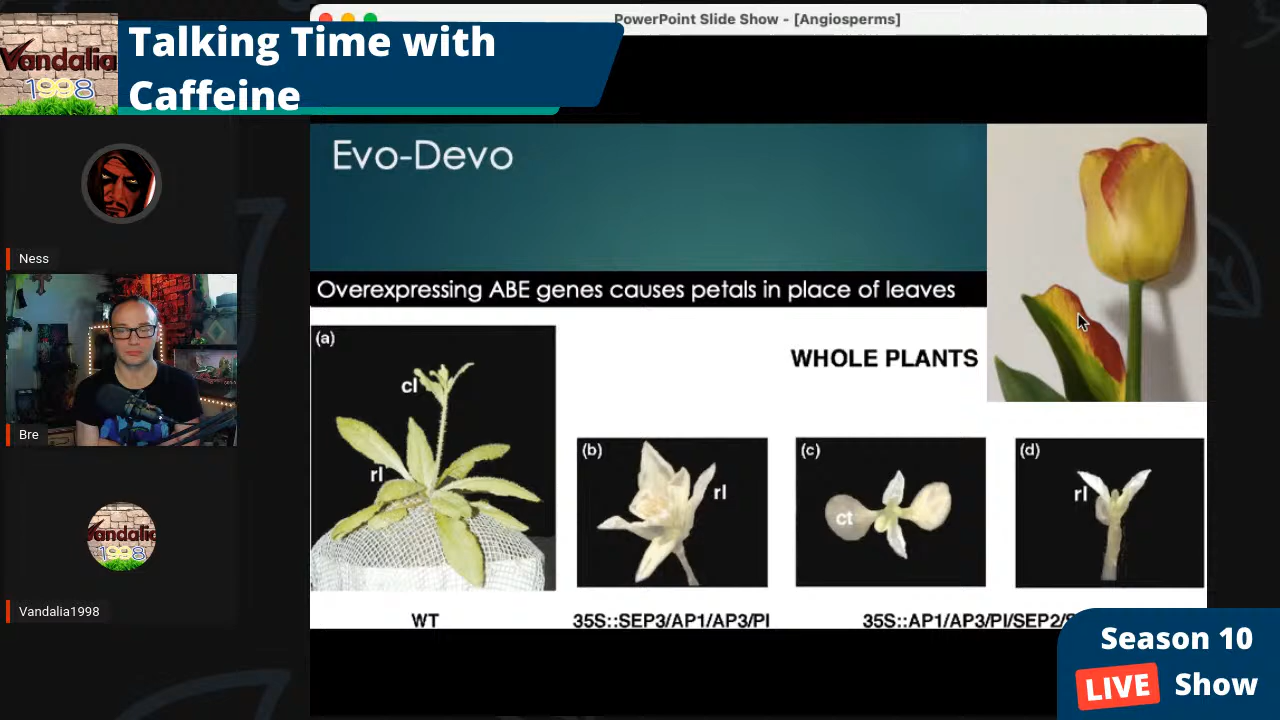 PowerPoint Slide Show - [Angiosperms]
Vandalia
1998
Talking Time with
Caffeine
Ness
Bre
andalia
1998
Vandalia1998
Evo-Devo
Overexpressing ABE genes causes petals in place of leaves
(a)
cl
rl
WHOLE PLANTS
(b)
rl
(c)
ct
(d)
rl
WT
35S::SEP3/AP1/AP3/PI
35S::AP1/AP3/PI/SEP2/
Season 10
LIVE Show